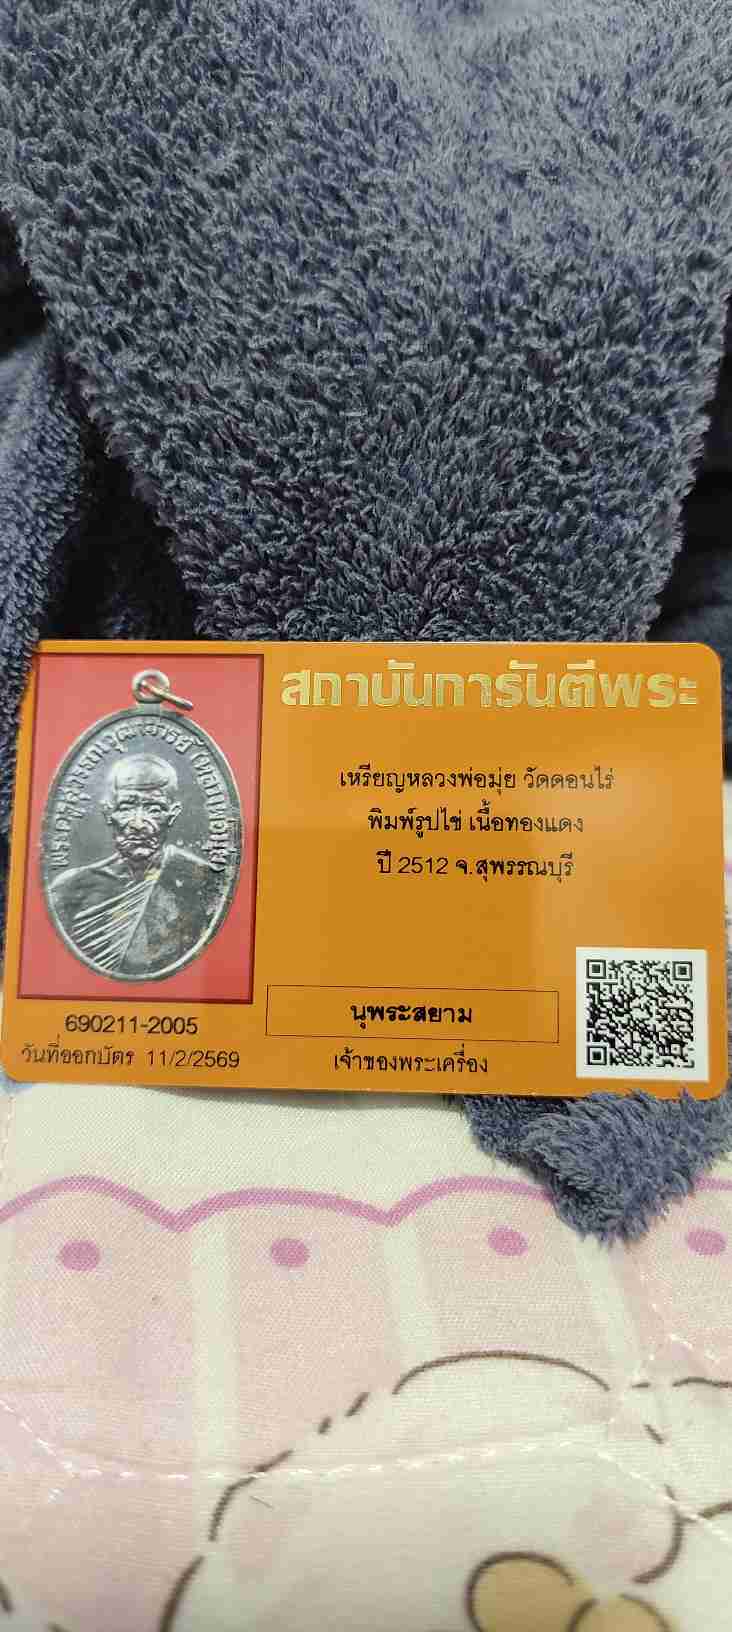 สถาบันการันตีพระ
เหรียญหลวงพ่อมุ่ย วัดดอนไร่
พิมพ์รูปไข่ เนื้อทองแดง
ปี 2512 จ.สุพรรณบุรี
นุพระสยาม
เจ้าของพระเครื่อง
690211-2005
วันที่ออกบัตร 11/2/2569